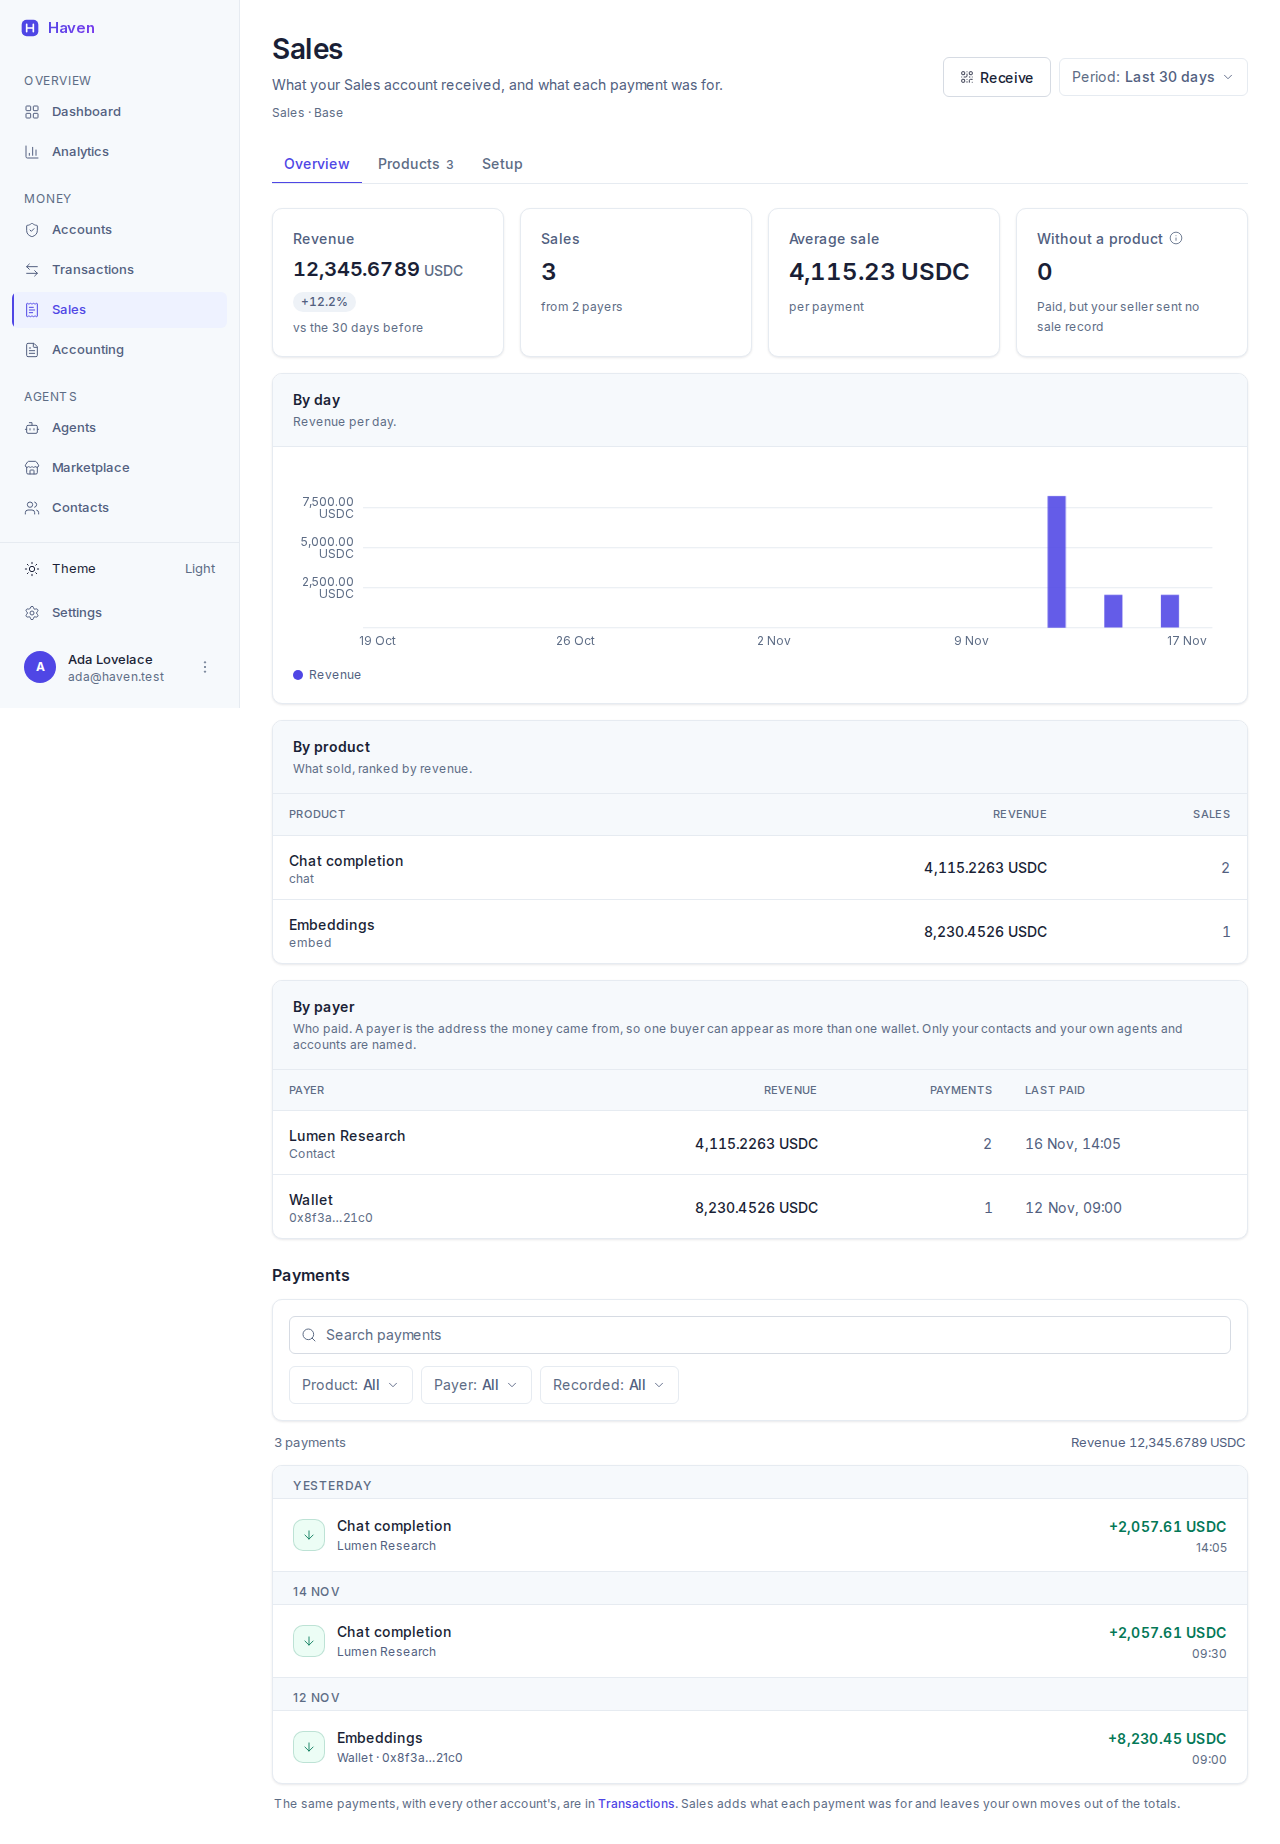 Haven
OVERVIEW
Dashboard
Analytics
MONEY
Accounts
Transactions
Sales
Accounting
AGENTS
Agents
Marketplace
Contacts
Theme Light
Settings
A
Ada Lovelace
ada@haven.test
Sales
What your Sales account received, and what each payment was for.
Sales · Base
Receive
Period: Last 30 days
Overview Products 3 Setup
Revenue
12,345.6789 USDC
+12.2%
vs the 30 days before
Sales
3
from 2 payers
Average sale
4,115.23 USDC
per payment
Without a product
0
Paid, but your seller sent no
sale record
By day
Revenue per day.
7,500.00
USDC
5,000.00
USDC
2,500.00
USDC
19 Oct 26 Oct 2 Nov 9 Nov 17 Nov
Revenue
By product
What sold, ranked by revenue.
PRODUCT REVENUE SALES
Chat completion
chat
4,115.2263 USDC 2
Embeddings
embed
8,230.4526 USDC 1
By payer
Who paid. A payer is the address the money came from, so one buyer can appear as more than one wallet. Only your contacts and your own agents and
accounts are named.
PAYER REVENUE PAYMENTS LAST PAID
Lumen Research
Contact
4,115.2263 USDC 2 16 Nov, 14:05
Wallet
0x8f3a...21c0
8,230.4526 USDC 1 12 Nov, 09:00
Payments
Search payments
Product: All Payer: All Recorded: All
3 payments Revenue 12,345.6789 USDC
YESTERDAY
Chat completion +2,057.61 USDC
Lumen Research 14:05
14 NOV
Chat completion +2,057.61 USDC
Lumen Research 09:30
12 NOV
Embeddings +8,230.45 USDC
Wallet · 0x8f3a...21c0 09:00
The same payments, with every other account's, are in Transactions. Sales adds what each payment was for and leaves your own moves out of the totals.